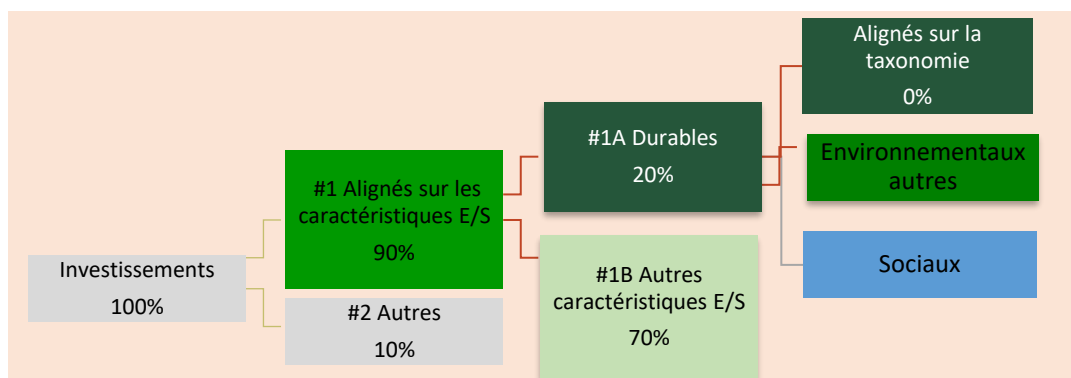 Investissements
100%
#1 Alignés sur les
caractéristiques E/S
90%
#2 Autres
10%
#1A Durables
20%
#1B Autres
caractéristiques E/S
70%
Alignés sur la
taxonomie
0%
Environnementaux
autres
Sociaux